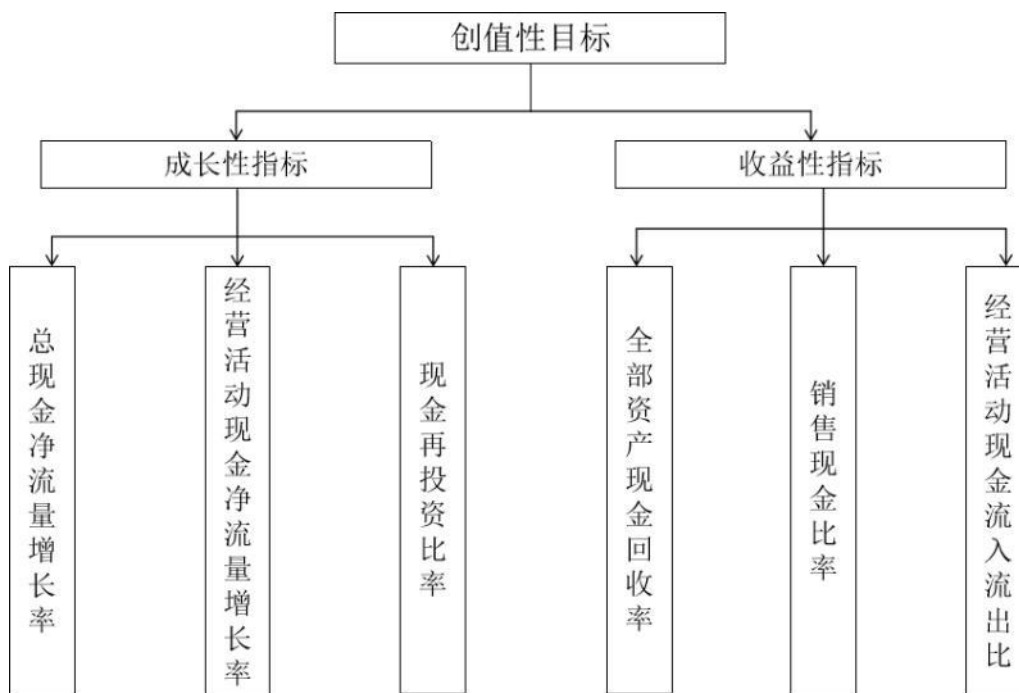 创值性目标
成长性指标
收益性指标
总现金净流量增长率
经营活动现金净流量增长率
现金再投资比率
全部资产现金回收率
销售现金比率
经营活动现金流入流出比